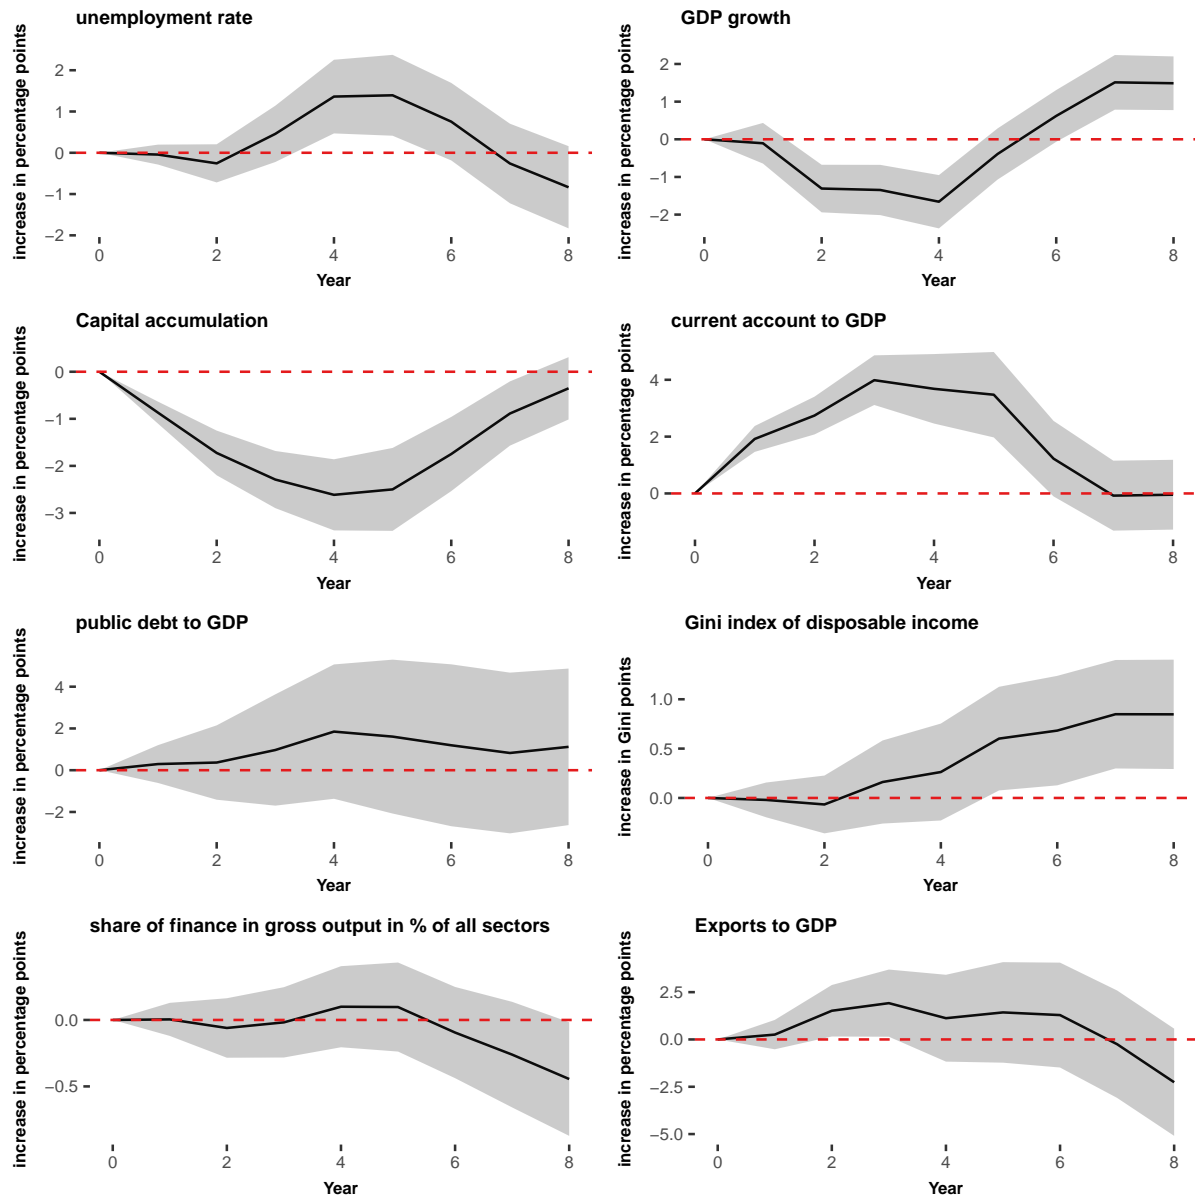 unemployment rate
increase in percentage points
2
1
0
−1
−2
0 2 4 6 8
Year
GDP growth
increase in percentage points
2
1
0
−1
−2
0 2 4 6 8
Year
Capital accumulation
increase in percentage points
0
−1
−2
−3
0 2 4 6 8
Year
current account to GDP
increase in percentage points
4
2
0
0 2 4 6 8
Year
public debt to GDP
increase in percentage points
4
2
0
−2
0 2 4 6 8
Year
Gini index of disposable income
increase in Gini points
1.0
0.5
0.0
0 2 4 6 8
Year
share of finance in gross output in % of all sectors
increase in percentage points
0.0
−0.5
0 2 4 6 8
Year
Exports to GDP
increase in percentage points
2.5
0.0
−2.5
−5.0
0 2 4 6 8
Year